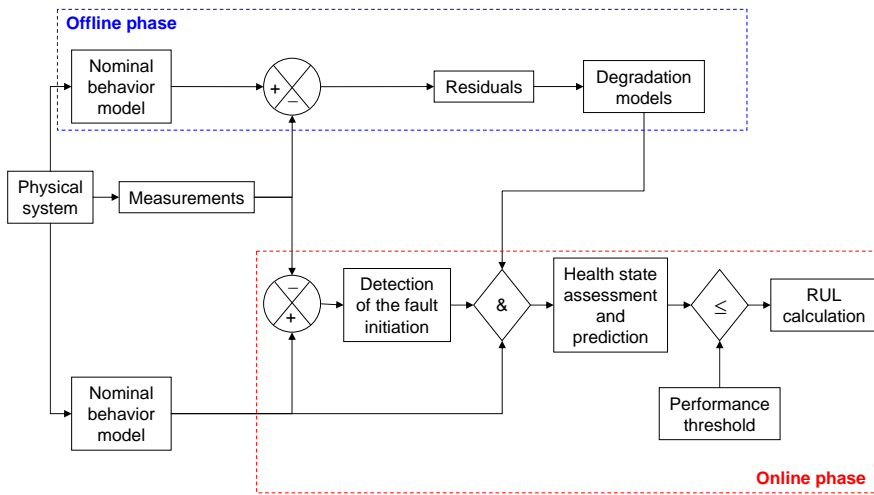 Offline phase
Nominal
behavior
model
+
−
Residuals
Degradation
models
Physical
system
Measurements
−
+
Detection
of the fault
initiation
&
Health state
assessment
and
prediction
≤
RUL
calculation
Nominal
behavior
model
Performance
threshold
Online phase